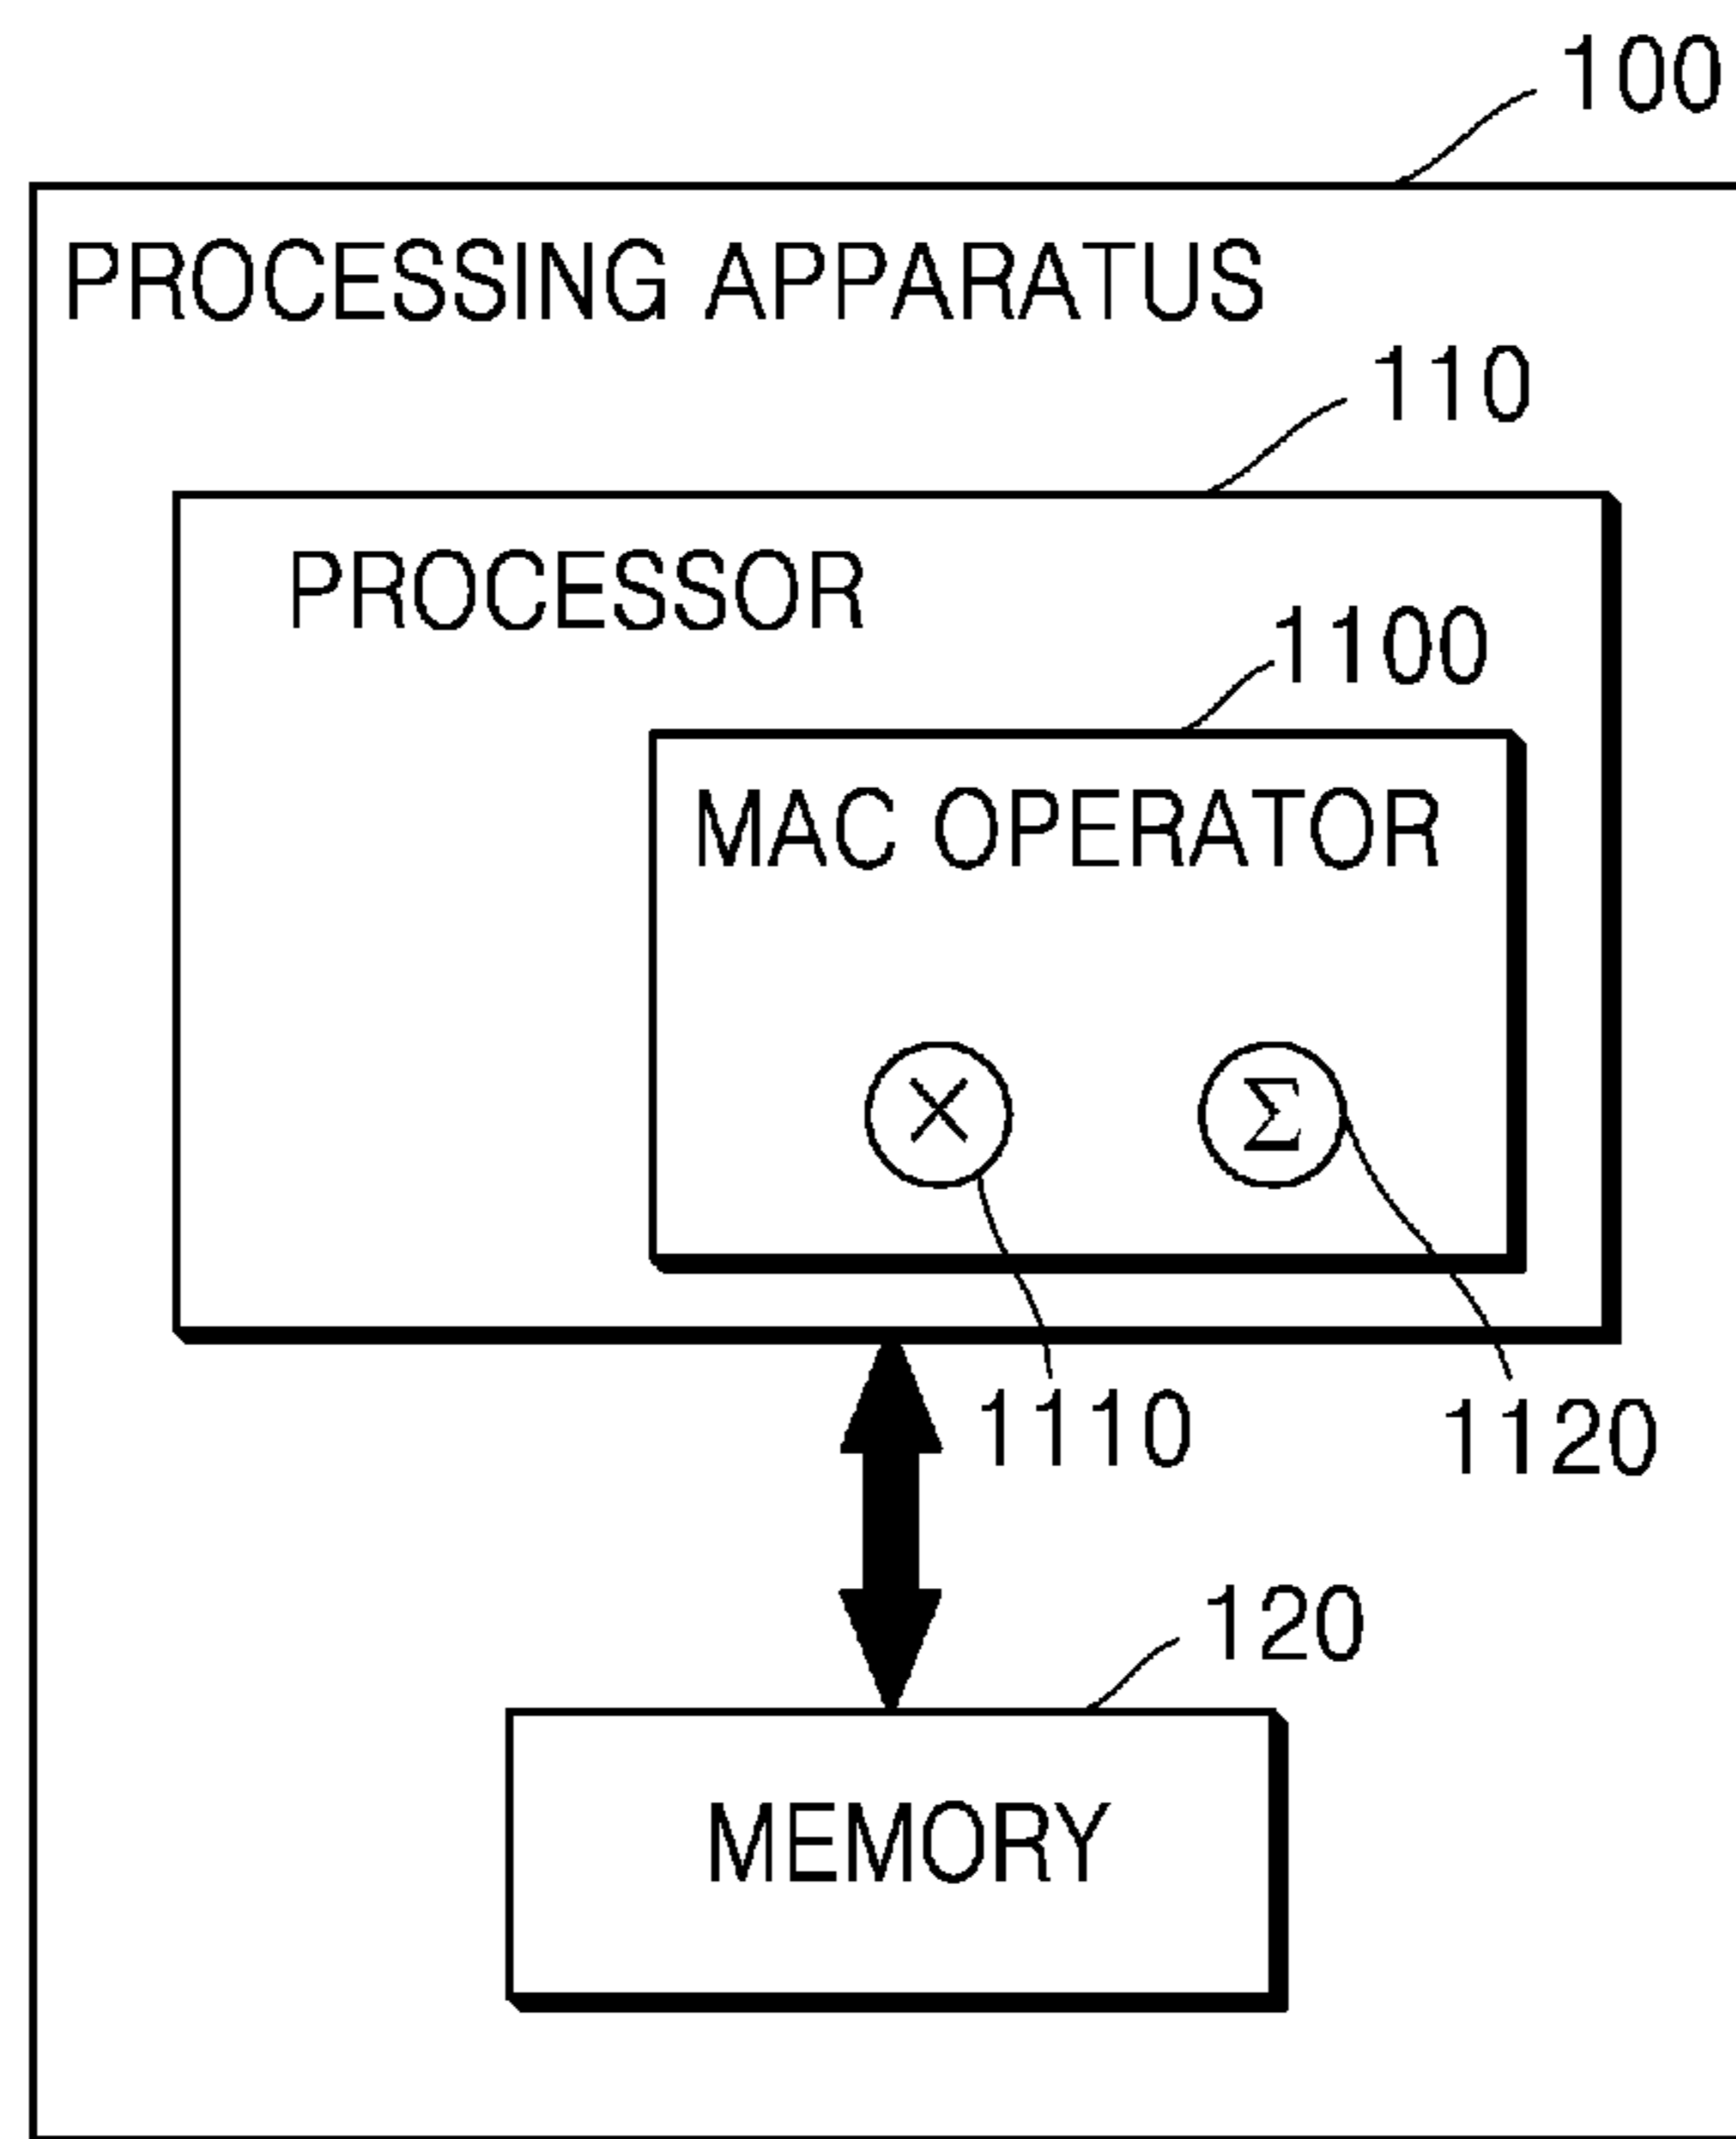 100
PROCESSING APPARATUS
110
PROCESSOR
1100
MAC OPERATOR
× Σ
1110
1120
120
MEMORY